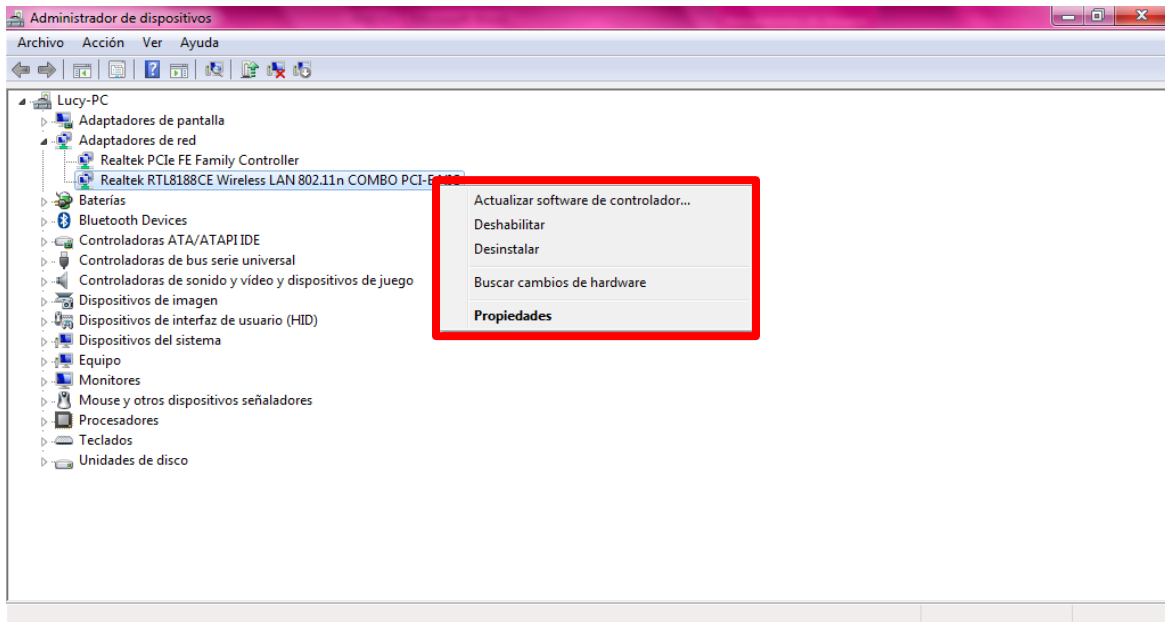 Administrador de dispositivos
Archivo Acción Ver Ayuda
Lucy-PC
Adaptadores de pantalla
Adaptadores de red
Realtek PCIe FE Family Controller
Realtek RTL8188CE Wireless LAN 802.11n COMBO
Baterías
Bluetooth Devices
Controladoras ATA/ATAPI IDE
Controladoras de bus serie universal
Controladoras de sonido y vídeo y dispositivos de juego
Dispositivos de imagen
Dispositivos de interfaz de usuario (HID)
Dispositivos del sistema
Equipo
Monitores
Mouse y otros dispositivos señaladores
Procesadores
Teclados
Unidades de disco
Actualizar software de controlador...
Deshabilitar
Desinstalar
Buscar cambios de hardware
Propiedades